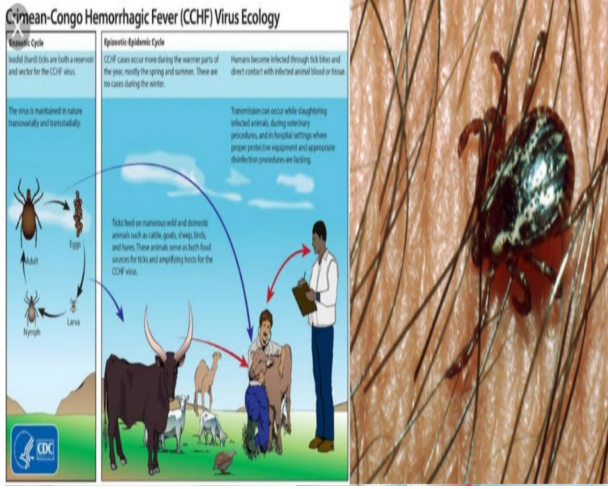 Crimean-Congo Hemorrhagic Fever (CCHF) Virus Ecology
Enzootic Cycle
Ixodid (hard) ticks are both a reservoir
and vector for the CCHF virus.
The virus is maintained in nature
transovarially and transstadially.
Adult
Eggs
Larva
Nymph
CDC
Epizootic-Epidemic Cycle
CCHF cases occur more during the warmer parts of
the year, mostly the spring and summer. There are
no cases during the winter.
Humans become infected through tick bites and
direct contact with infected animal blood or tissue.
Transmission can occur while slaughtering
infected animals, during veterinary
procedures, and in hospital settings where
proper protective equipment and appropriate
disinfection procedures are lacking.
Ticks feed on numerous wild and domestic
animals such as cattle, goats, sheep, birds,
and hares. These animals serve as both food
sources for ticks and amplifying hosts for the
CCHF virus.